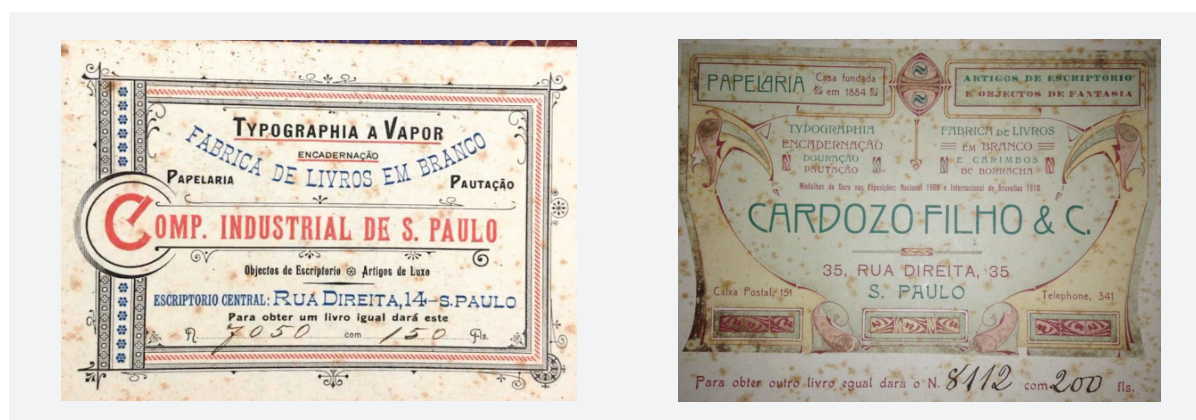 TYPOGRAPHIA A VAPOR
ENCADERNAÇÃO
FABRICA DE LIVROS EM BRANCO
PAPELARIA
PAUTAÇÃO
COMP. INDUSTRIAL DE S. PAULO
Objectos de Escriptorio Artigos de Luxo
ESCRIPTORIO CENTRAL: RUA DIREITA, 14-S. PAULO
Para obter um livro igual dará este
N. 7050 com 150 Fls.
PAPELARIA
Casa fundada
em 1884
ARTIGOS DE ESCRIPTORIO
E OBJECTOS DE FANTASIA
TYPOGRAPHIA
ENCADERNAÇÃO
DOURAÇÃO
PAUTAÇÃO
FABRICA DE LIVROS
EM BRANCO
E CARIMBOS
DE BORRACHA
Medalhas de Ouro nas Exposições: Nacional 1908 e Internacional de Bruxellas 1910.
CARDOZO FILHO & C.
35, RUA DIREITA, 35
S. PAULO
Caixa Postal, 151
Telephone, 341
Para obter outro livro egual dará o N. 8112 com 200 fls.